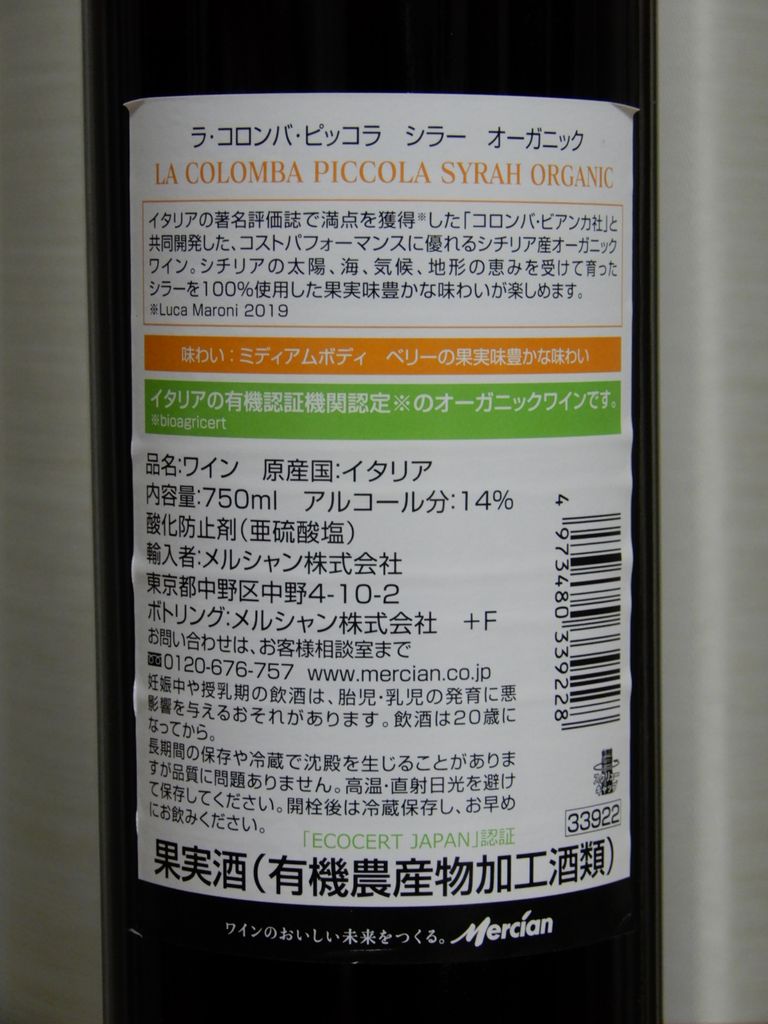 ラ・コロンバ・ピッコラ　シラー　オーガニック
LA COLOMBA PICCOLA SYRAH ORGANIC
イタリアの著名評価誌で満点を獲得※した「コロンバ・ビアンカ社」と
共同開発した、コストパフォーマンスに優れるシチリア産オーガニック
ワイン。シチリアの太陽、海、気候、地形の恵みを受けて育った
シラーを100%使用した果実味豊かな味わいが楽しめます。
※Luca Maroni 2019
味わい：ミディアムボディ　ベリーの果実味豊かな味わい
イタリアの有機認証機関認定※のオーガニックワインです。
※bioagricert
品名:ワイン　原産国:イタリア
内容量:750ml　アルコール分:14%
酸化防止剤(亜硫酸塩)
輸入者:メルシャン株式会社
東京都中野区中野4-10-2
ボトリング:メルシャン株式会社　+F
お問い合わせは、お客様相談室まで
0120-676-757 www.mercian.co.jp
妊娠中や授乳期の飲酒は、胎児・乳児の発育に悪
影響を与えるおそれがあります。飲酒は20歳に
なってから。
長期間の保存や冷蔵で沈殿を生じることがありま
すが品質に問題ありません。高温・直射日光を避け
て保存してください。開栓後は冷蔵保存し、お早め
にお飲みください。
4 973480 339228
33922
「ECOCERT JAPAN」認証
果実酒(有機農産物加工酒類)
ワインのおいしい未来をつくる。Mercian